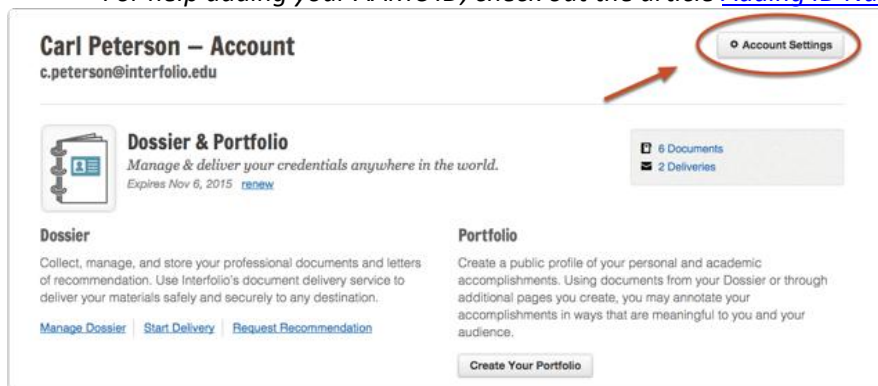 Carl Peterson – Account
c.peterson@interfolio.edu
Account Settings
Dossier & Portfolio
Manage & deliver your credentials anywhere in the world.
Expires Nov 6, 2015 renew
6 Documents
2 Deliveries
Dossier
Collect, manage, and store your professional documents and letters
of recommendation. Use Interfolio's document delivery service to
deliver your materials safely and securely to any destination.
Manage Dossier Start Delivery Request Recommendation
Portfolio
Create a public profile of your personal and academic
accomplishments. Using documents from your Dossier or through
additional pages you create, you may annotate your
accomplishments in ways that are meaningful to you and your
audience.
Create Your Portfolio